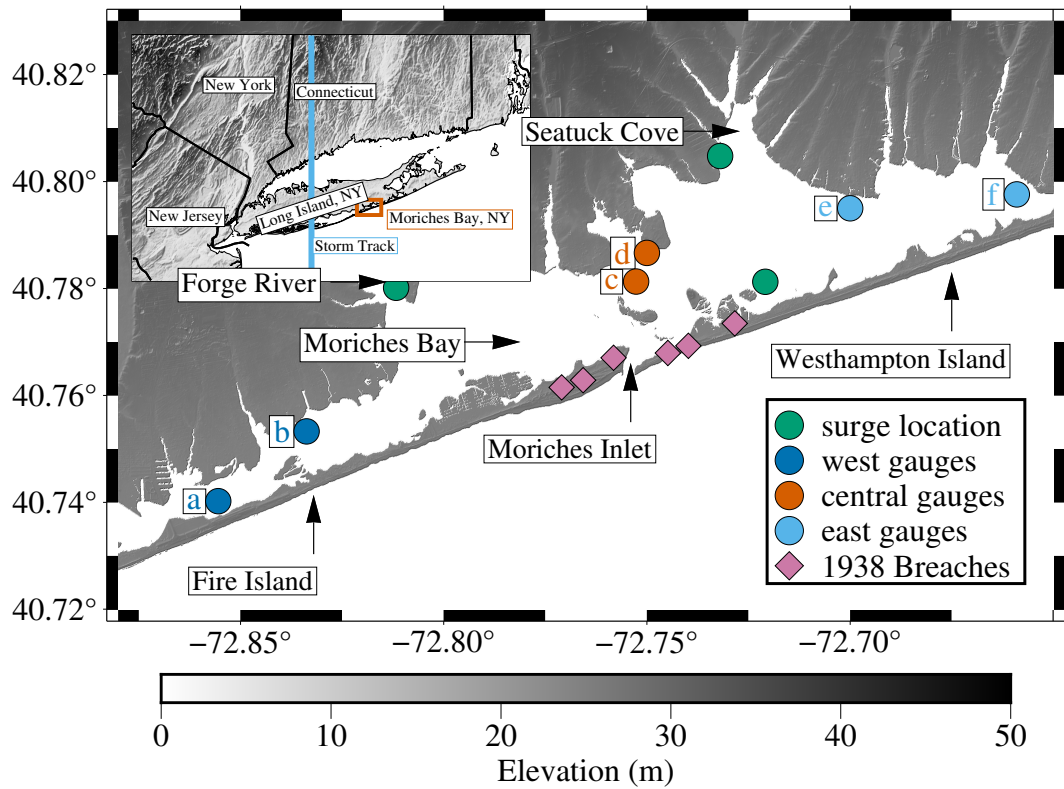 40.82°
40.80°
40.78°
40.76°
40.74°
40.72°
New York
Connecticut
New Jersey
Long Island, NY
Moriches Bay, NY
Storm Track
Seatuck Cove
Forge River
Moriches Bay
Moriches Inlet
Westhampton Island
Fire Island
a
b
c
d
e
f
surge location
west gauges
central gauges
east gauges
1938 Breaches
−72.85°
−72.80°
−72.75°
−72.70°
0
10
20
30
40
50
Elevation (m)